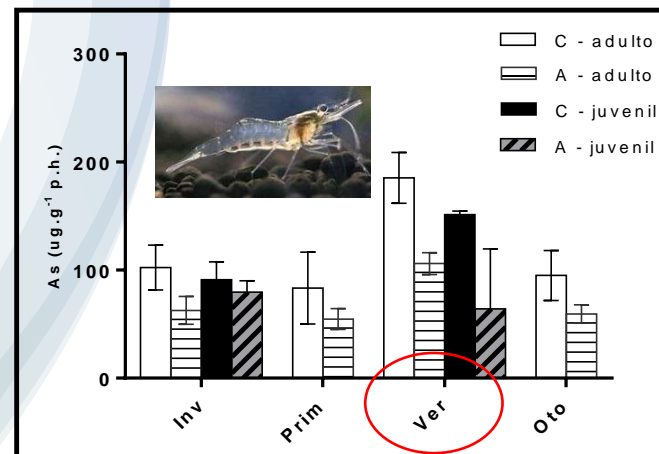 300
200
100
0
As (ug.g-1 p.h.)
C - adulto
A - adulto
C - juvenil
A - juvenil
Inv
Prim
Ver
Oto